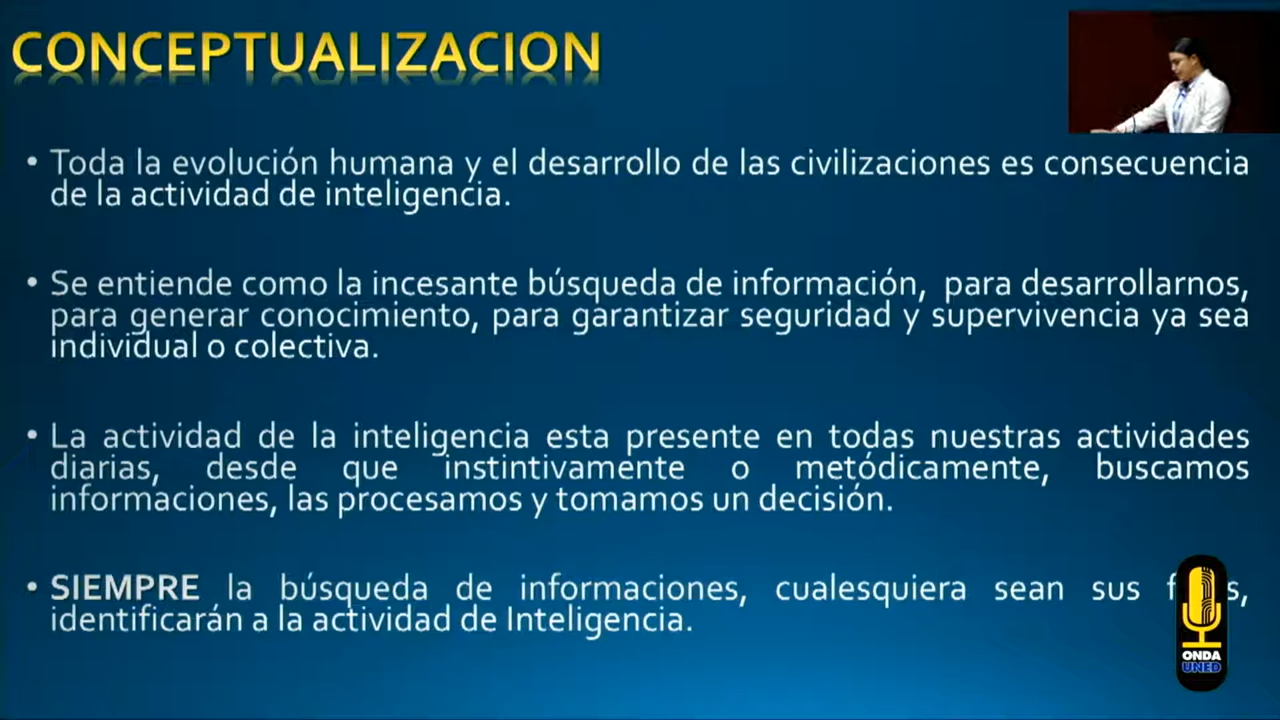 CONCEPTUALIZACION
• Toda la evolución humana y el desarrollo de las civilizaciones es consecuencia
de la actividad de inteligencia.
• Se entiende como la incesante búsqueda de información, para desarrollarnos,
para generar conocimiento, para garantizar seguridad y supervivencia ya sea
individual o colectiva.
• La actividad de la inteligencia esta presente en todas nuestras actividades
diarias, desde que instintivamente o metódicamente, buscamos
informaciones, las procesamos y tomamos un decisión.
• SIEMPRE la búsqueda de informaciones, cualesquiera sean sus
identificarán a la actividad de Inteligencia.
ONDA
UNED